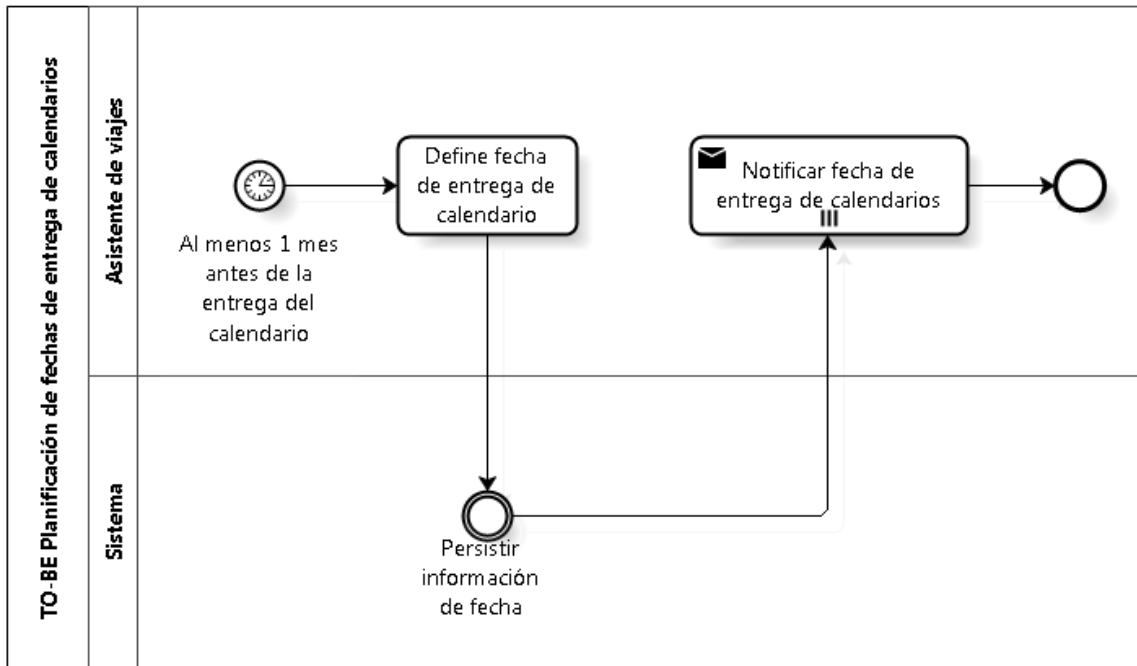 TO-BE Planificación de fechas de entrega de calendarios
Asistente de viajes
Al menos 1 mes
antes de la
entrega del
calendario
Define fecha
de entrega de
calendario
Notificar fecha de
entrega de calendarios
Sistema
Persistir
información
de fecha